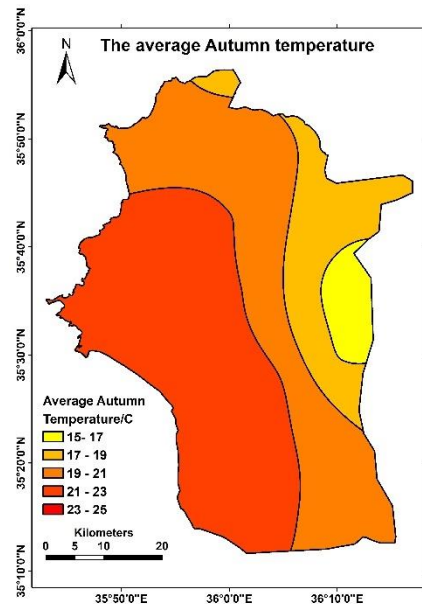 The average Autumn temperature
N
36°0'0"N
35°50'0"N
35°40'0"N
35°30'0"N
35°20'0"N
35°10'0"N
Average Autumn
Temperature/C
15- 17
17 - 19
19 - 21
21 - 23
23 - 25
Kilometers
0 5 10 20
35°50'0"E 36°0'0"E 36°10'0"E